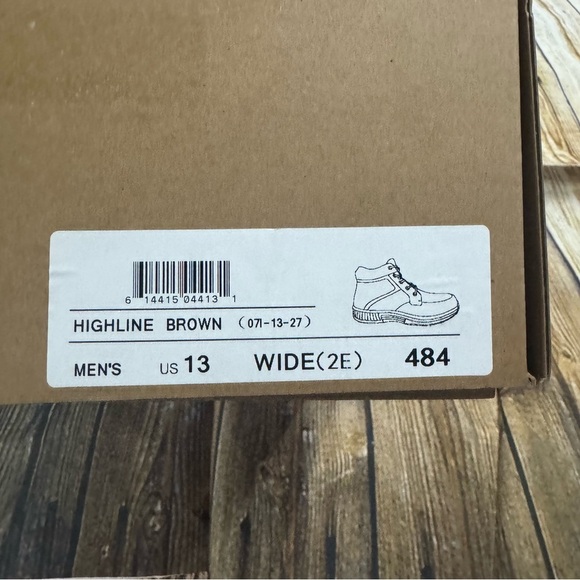 6 14415 04413 1
HIGHLINE BROWN (071-13-27)
MEN'S US 13 WIDE(2E) 484